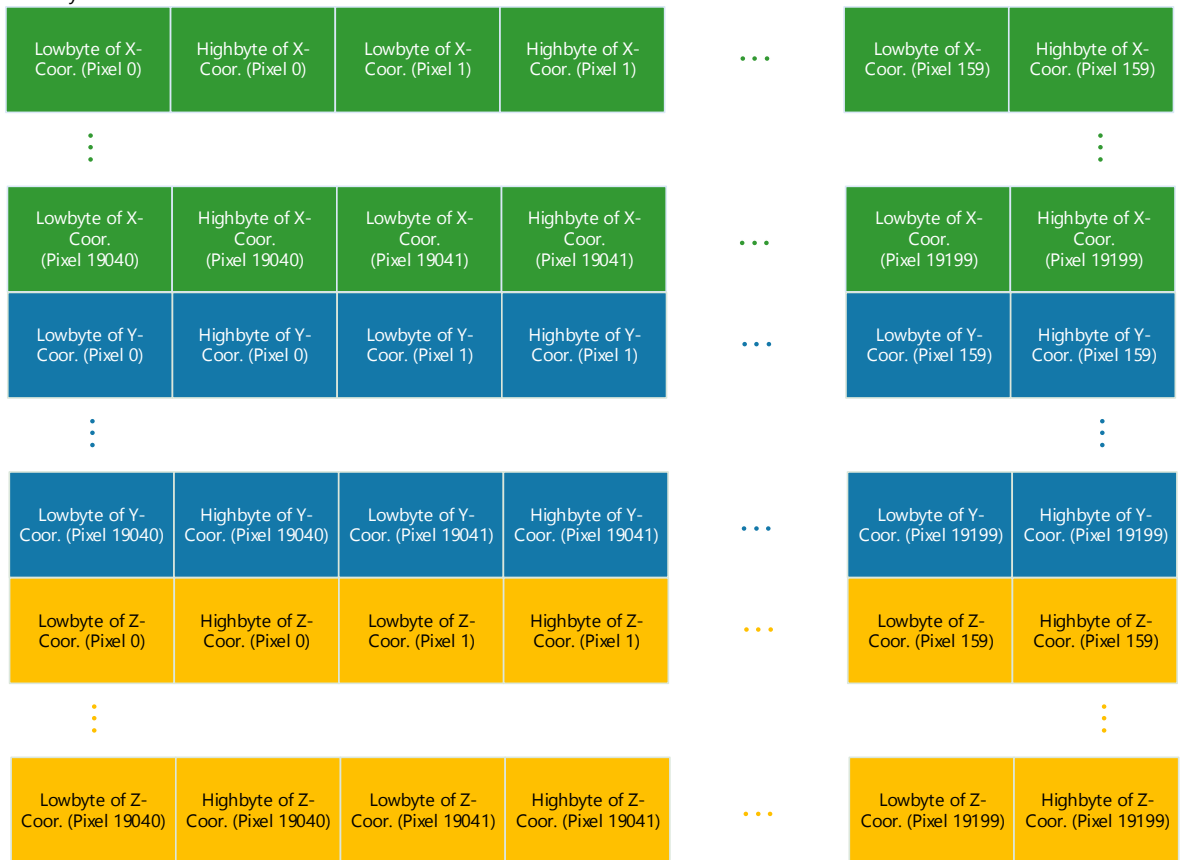 Lowbyte of X-
Coor. (Pixel 0)
Highbyte of X-
Coor. (Pixel 0)
Lowbyte of X-
Coor. (Pixel 1)
Highbyte of X-
Coor. (Pixel 1)
...
Lowbyte of X-
Coor. (Pixel 159)
Highbyte of X-
Coor. (Pixel 159)
Lowbyte of X-
Coor.
(Pixel 19040)
Highbyte of X-
Coor.
(Pixel 19040)
Lowbyte of X-
Coor.
(Pixel 19041)
Highbyte of X-
Coor.
(Pixel 19041)
...
Lowbyte of X-
Coor.
(Pixel 19199)
Highbyte of X-
Coor.
(Pixel 19199)
Lowbyte of Y-
Coor. (Pixel 0)
Highbyte of Y-
Coor. (Pixel 0)
Lowbyte of Y-
Coor. (Pixel 1)
Highbyte of Y-
Coor. (Pixel 1)
...
Lowbyte of Y-
Coor. (Pixel 159)
Highbyte of Y-
Coor. (Pixel 159)
Lowbyte of Y-
Coor. (Pixel 19040)
Highbyte of Y-
Coor. (Pixel 19040)
Lowbyte of Y-
Coor. (Pixel 19041)
Highbyte of Y-
Coor. (Pixel 19041)
...
Lowbyte of Y-
Coor. (Pixel 19199)
Highbyte of Y-
Coor. (Pixel 19199)
Lowbyte of Z-
Coor. (Pixel 0)
Highbyte of Z-
Coor. (Pixel 0)
Lowbyte of Z-
Coor. (Pixel 1)
Highbyte of Z-
Coor. (Pixel 1)
...
Lowbyte of Z-
Coor. (Pixel 159)
Highbyte of Z-
Coor. (Pixel 159)
Lowbyte of Z-
Coor. (Pixel 19040)
Highbyte of Z-
Coor. (Pixel 19040)
Lowbyte of Z-
Coor. (Pixel 19041)
Highbyte of Z-
Coor. (Pixel 19041)
...
Lowbyte of Z-
Coor. (Pixel 19199)
Highbyte of Z-
Coor. (Pixel 19199)